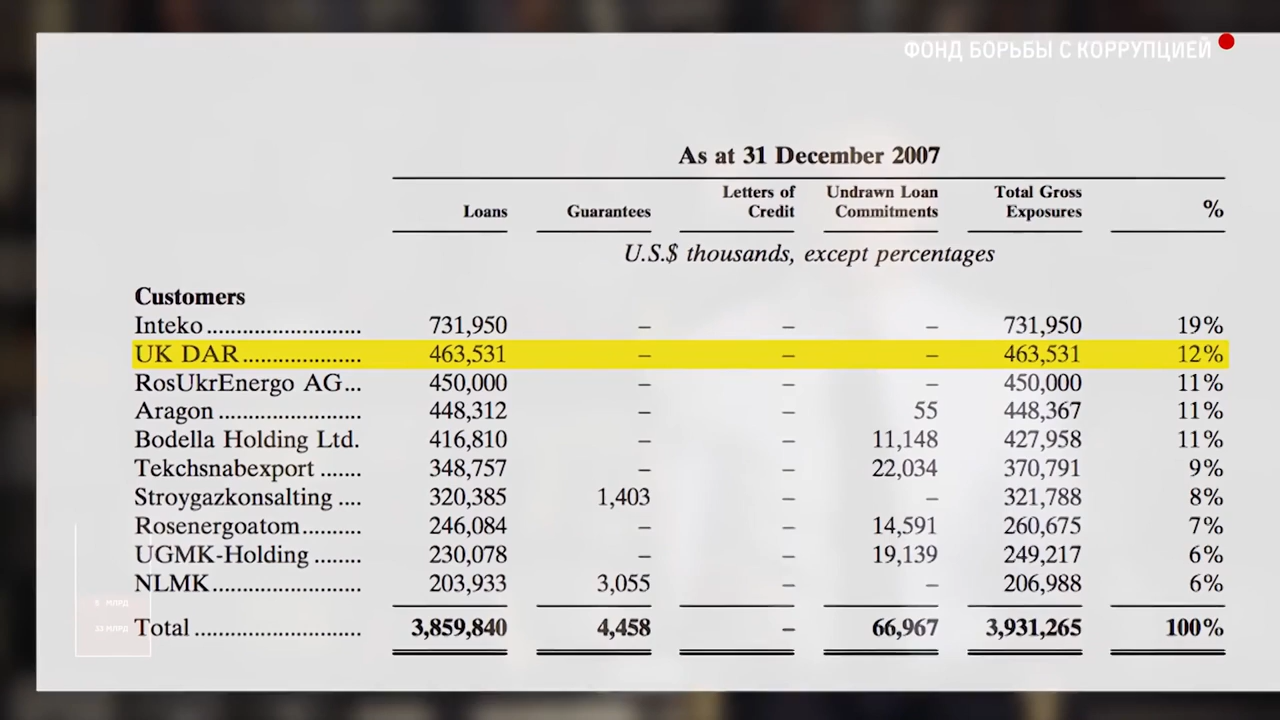 ФОНД БОРЬБЫ С КОРРУПЦИЕЙ
As at 31 December 2007
Loans Guarantees Letters of Credit Undrawn Loan Commitments Total Gross Exposures %
U.S.$ thousands, except percentages
Customers
Inteko.......................... 731,950 – – – 731,950 19%
UK DAR.................... 463,531 – – – 463,531 12%
RosUkrEnergo AG... 450,000 – – – 450,000 11%
Aragon........................ 448,312 – – 55 448,367 11%
Bodella Holding Ltd. 416,810 – – 11,148 427,958 11%
Tekchsnabexport....... 348,757 – – 22,034 370,791 9%
Stroygazkonsalting.... 320,385 1,403 – – 321,788 8%
Rosenergoatom.......... 246,084 – – 14,591 260,675 7%
UGMK-Holding........ 230,078 – – 19,139 249,217 6%
NLMK......................... 203,933 3,055 – – 206,988 6%
Total............................ 3,859,840 4,458 – 66,967 3,931,265 100%
МЛРД
33 МЛРД